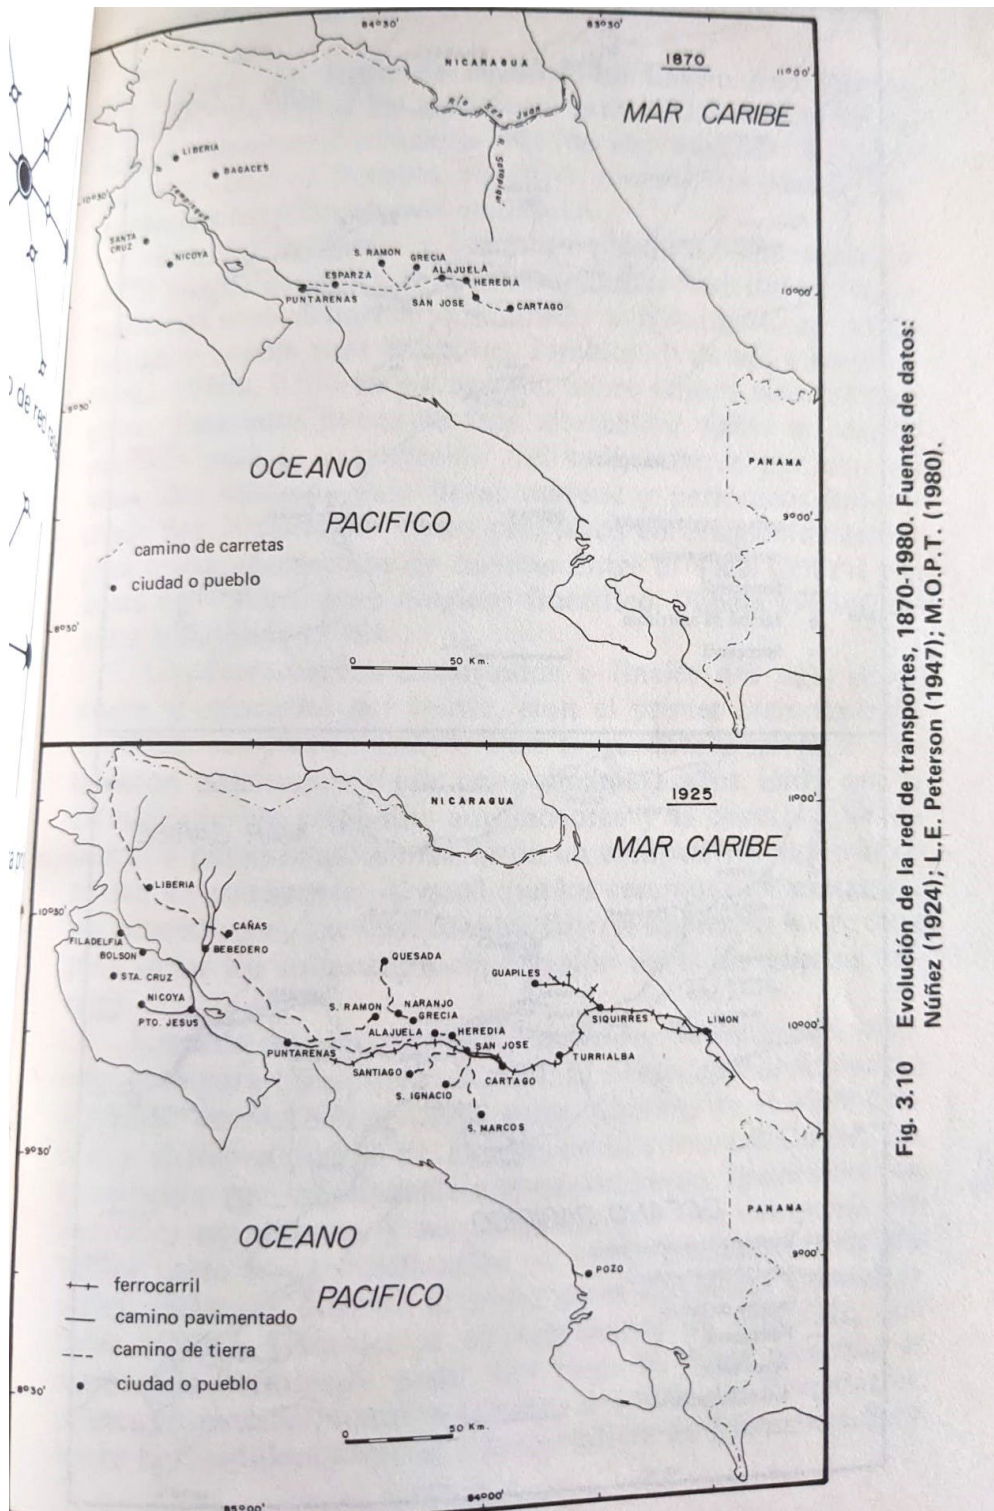 84°30'
83°30'
NICARAGUA
1870
11°00'
MAR CARIBE
Río San Juan
R. Sarapiquí
LIBERIA
BAGACES
10°30'
Tempisque
SANTA
CRUZ
NICOYA
S. RAMON
GRECIA
ESPARZA
ALAJUELA
HEREDIA
PUNTARENAS
SAN JOSE
CARTAGO
10°00'
9°30'
OCEANO
PACIFICO
PANAMA
9°00'
camino de carretas
ciudad o pueblo
8°30'
0 50 Km.
NICARAGUA
1925
11°00'
MAR CARIBE
LIBERIA
10°30'
CAÑAS
FILADELFIA
BEBEDERO
BOLSON
QUESADA
STA. CRUZ
GUAPILES
NICOYA
S. RAMON
NARANJO
GRECIA
PTO. JESUS
ALAJUELA
HEREDIA
SIQUIRRES
LIMON
10°00'
PUNTARENAS
SAN JOSE
TURRIALBA
SANTIAGO
CARTAGO
S. IGNACIO
S. MARCOS
9°30'
PANAMA
OCEANO
PACIFICO
POZO
9°00'
ferrocarril
camino pavimentado
camino de tierra
ciudad o pueblo
8°30'
0 50 Km.
85°00'
84°00'
Fig. 3.10 Evolución de la red de transportes, 1870-1980. Fuentes de datos:
Núñez (1924); L.E. Peterson (1947); M.O.P.T. (1980).